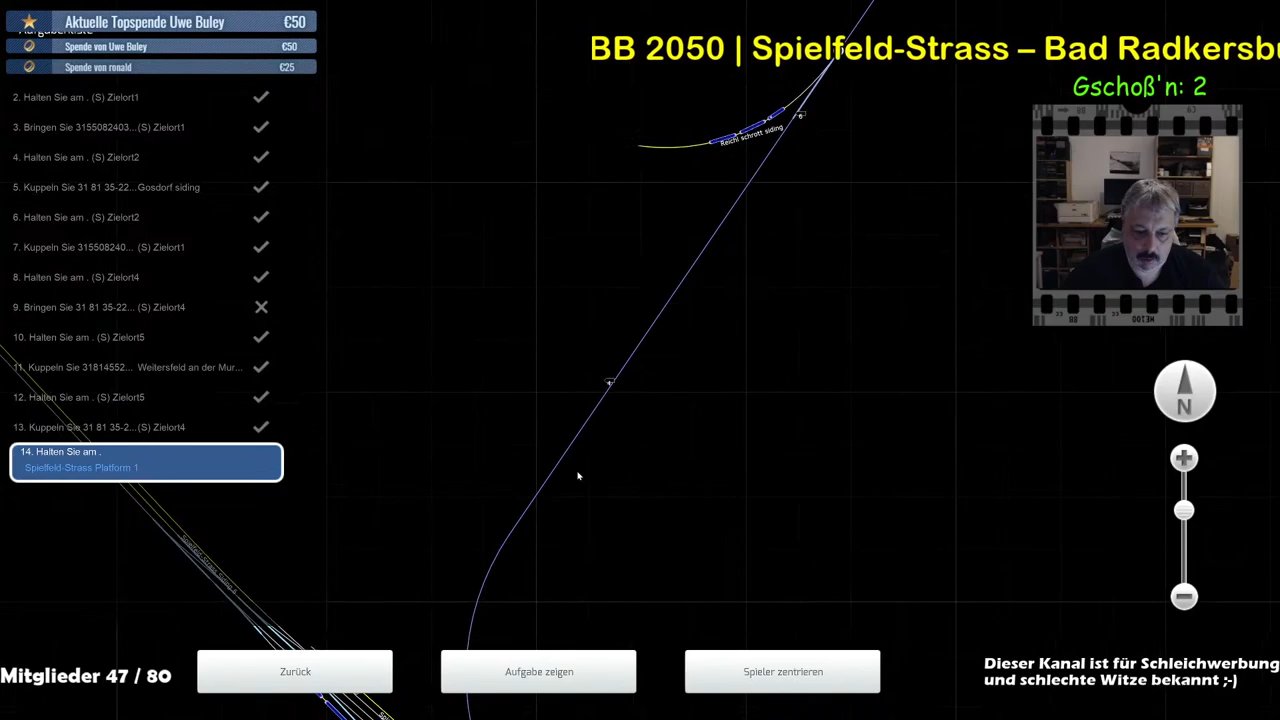 Aktuelle Topspende Uwe Buley €50
Spende von Uwe Buley €50
Spende von ronald €25
2. Halten Sie am . (S) Zielort1
3. Bringen Sie 3155082403... (S) Zielort1
4. Halten Sie am . (S) Zielort2
5. Kuppeln Sie 31 81 35-22... Gosdorf siding
6. Halten Sie am . (S) Zielort2
7. Kuppeln Sie 315508240... (S) Zielort1
8. Halten Sie am . (S) Zielort4
9. Bringen Sie 31 81 35-22... (S) Zielort4
10. Halten Sie am . (S) Zielort5
11. Kuppeln Sie 31814552... Weitersfeld an der Mur...
12. Halten Sie am . (S) Zielort5
13. Kuppeln Sie 31 81 35-2... (S) Zielort4
14. Halten Sie am .
Spielfeld-Strass Platform 1
BB 2050 | Spielfeld-Strass – Bad Radkersbu
Gschoß'n: 2
Reichl schrott siding
6
N
Zurück
Aufgabe zeigen
Spieler zentrieren
Mitglieder 47 / 80
Dieser Kanal ist für Schleichwerbung
und schlechte Witze bekannt ;-)